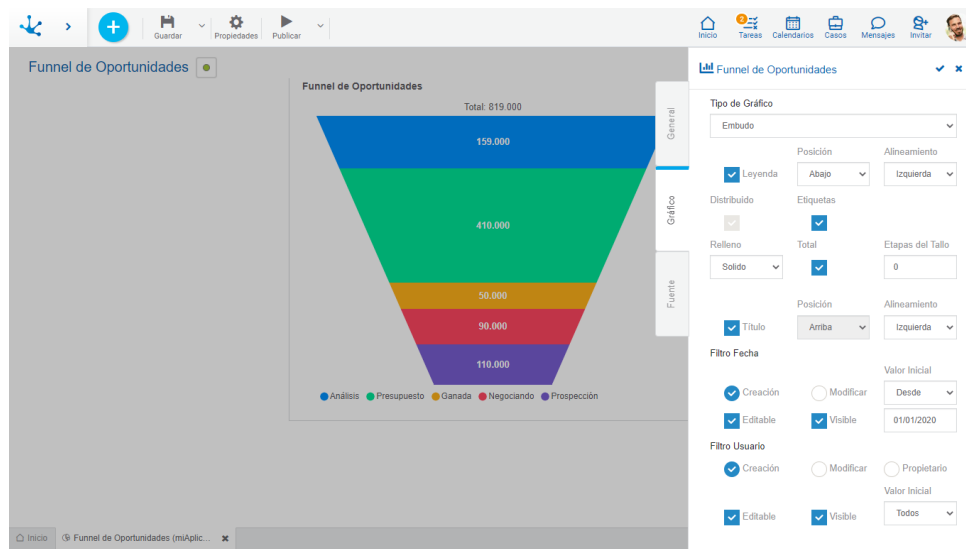 Guardar
Propiedades
Publicar
Inicio
2
Tareas
Calendarios
Casos
Mensajes
Invitar
Funnel de Oportunidades
Funnel de Oportunidades
Total: 819.000
159.000
410.000
50.000
90.000
110.000
Análisis Presupuesto Ganada Negociando Prospección
General
Gráfico
Fuente
Funnel de Oportunidades
Tipo de Gráfico
Embudo
Posición Alineamiento
Leyenda Abajo Izquierda
Distribuido Etiquetas
Relleno Total Etapas del Tallo
Solido 0
Posición Alineamiento
Título Arriba Izquierda
Filtro Fecha
Valor Inicial
Creación Modificar Desde
Editable Visible 01/01/2020
Filtro Usuario
Creación Modificar Propietario
Valor Inicial
Editable Visible Todos
Inicio Funnel de Oportunidades (miAplic...